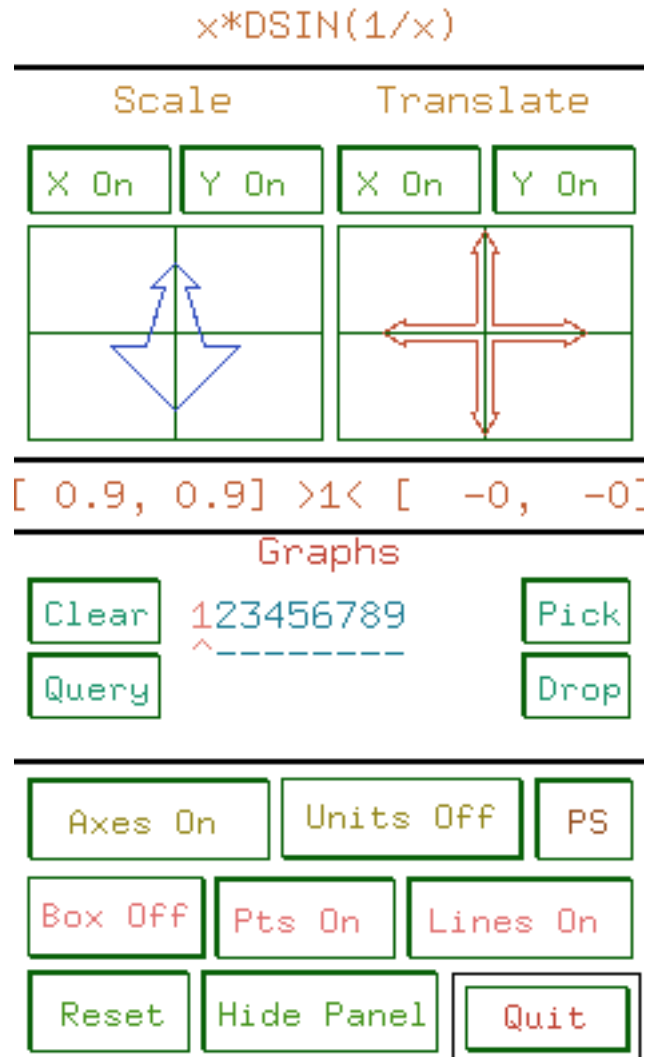 x*DSIN(1/x)
Scale Translate
X On Y On X On Y On
[ 0.9, 0.9] >1< [ -0, -0]
Graphs
Clear 123456789 Pick
^________
Query Drop
Axes On Units Off PS
Box Off Pts On Lines On
Reset Hide Panel Quit